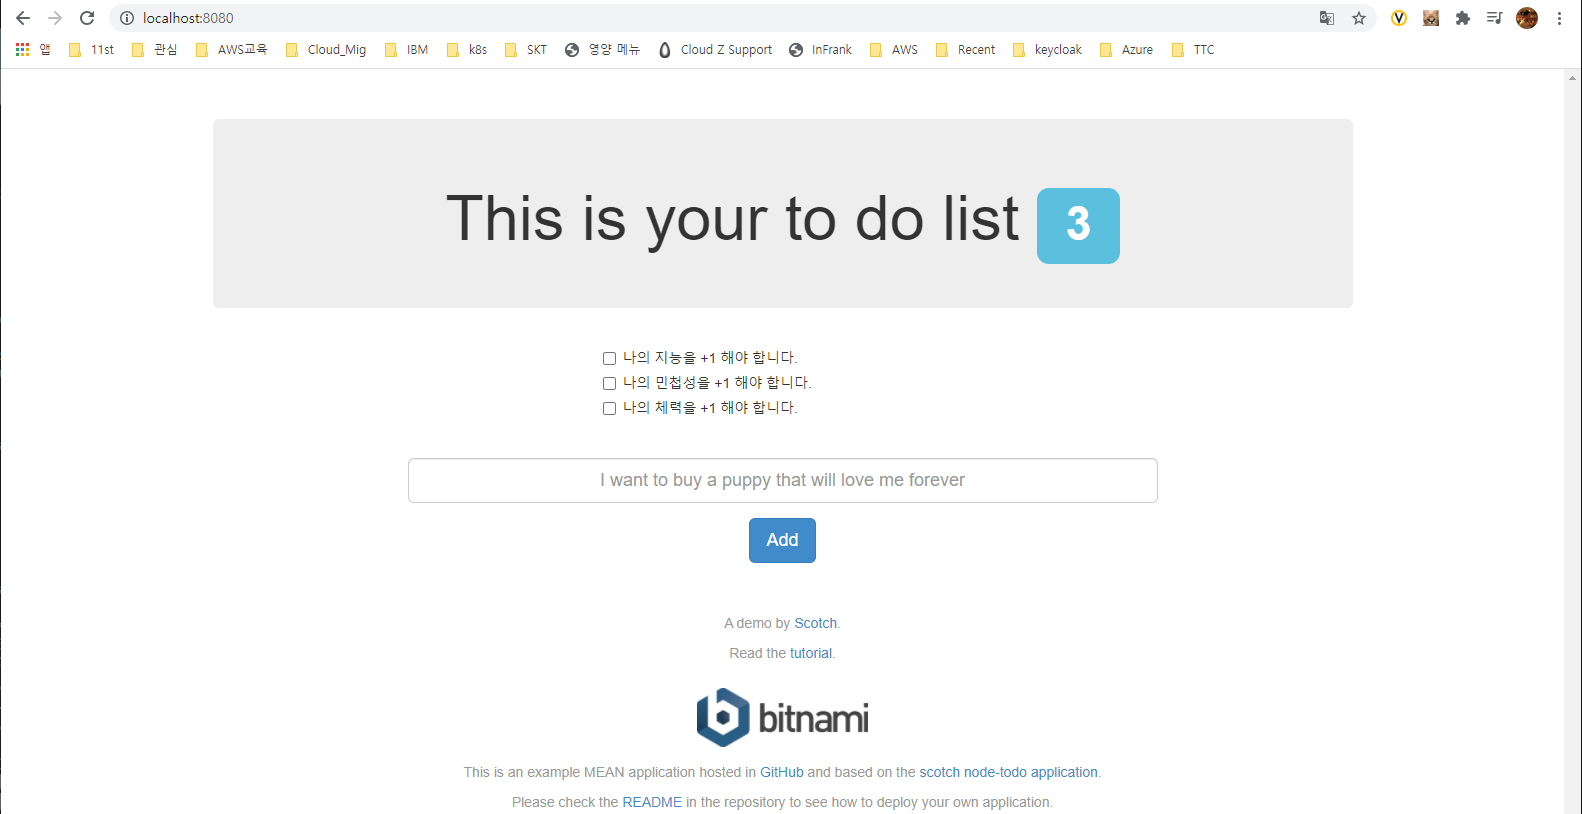 localhost:8080
앱 11st 관심 AWS교육 Cloud_Mig IBM k8s SKT 영양 메뉴 Cloud Z Support InFrank AWS Recent keycloak Azure TTC
This is your to do list 3
나의 지능을 +1 해야 합니다.
나의 민첩성을 +1 해야 합니다.
나의 체력을 +1 해야 합니다.
I want to buy a puppy that will love me forever
Add
A demo by Scotch.
Read the tutorial.
bitnami
This is an example MEAN application hosted in GitHub and based on the scotch node-todo application.
Please check the README in the repository to see how to deploy your own application.